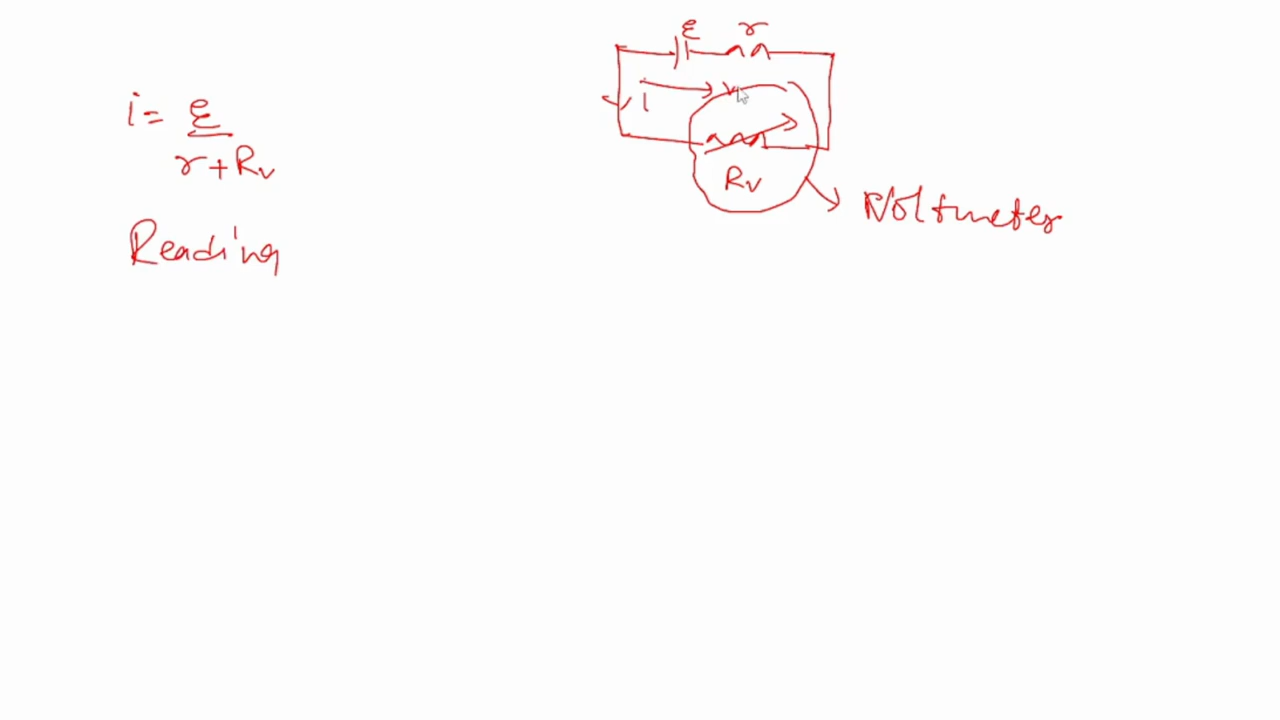 ε r
i
i = ε
r + Rv
Rv
Voltmeter
Reading